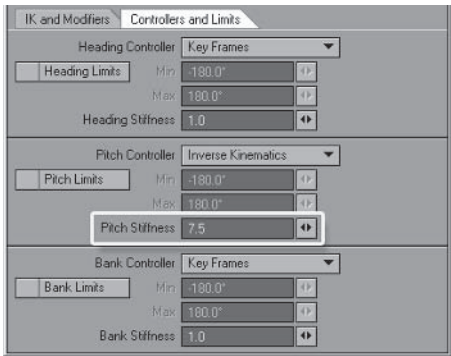 IK and Modifiers Controllers and Limits
Heading Controller Key Frames
Heading Limits Min -180.0°
Max 180.0°
Heading Stiffness 1.0
Pitch Controller Inverse Kinematics
Pitch Limits Min -180.0°
Max 180.0°
Pitch Stiffness 7.5
Bank Controller Key Frames
Bank Limits Min -180.0°
Max 180.0°
Bank Stiffness 1.0